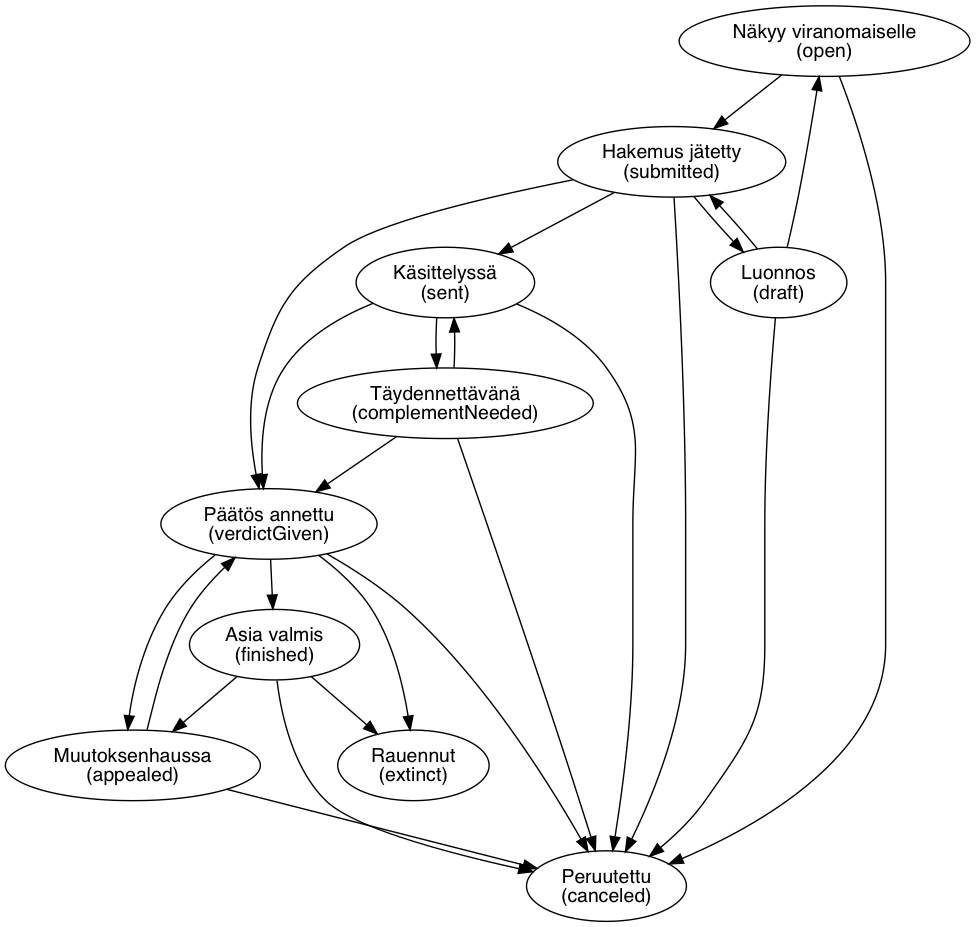 Näkyy viranomaiselle
(open)
Hakemus jätetty
(submitted)
Käsittelyssä
(sent)
Luonnos
(draft)
Täydennettävänä
(complementNeeded)
Päätös annettu
(verdictGiven)
Asia valmis
(finished)
Muutoksenhaussa
(appealed)
Rauennut
(extinct)
Peruutettu
(canceled)